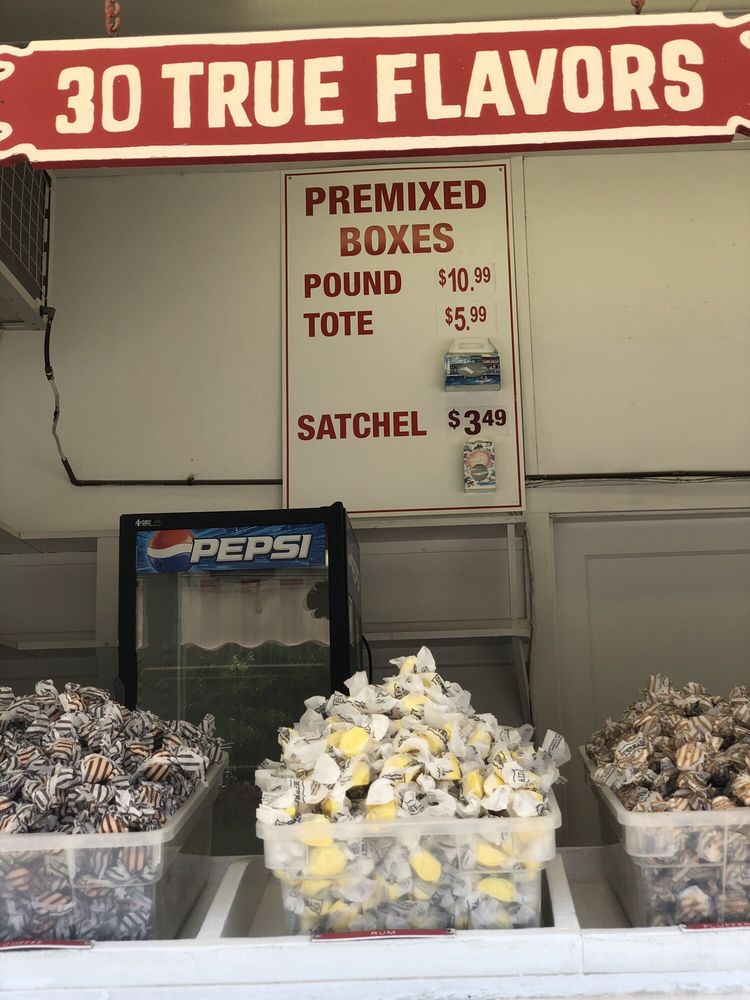 30 TRUE FLAVORS
PREMIXED
BOXES
POUND $10.99
TOTE $5.99
SATCHEL $3.49
PEPSI
RUM